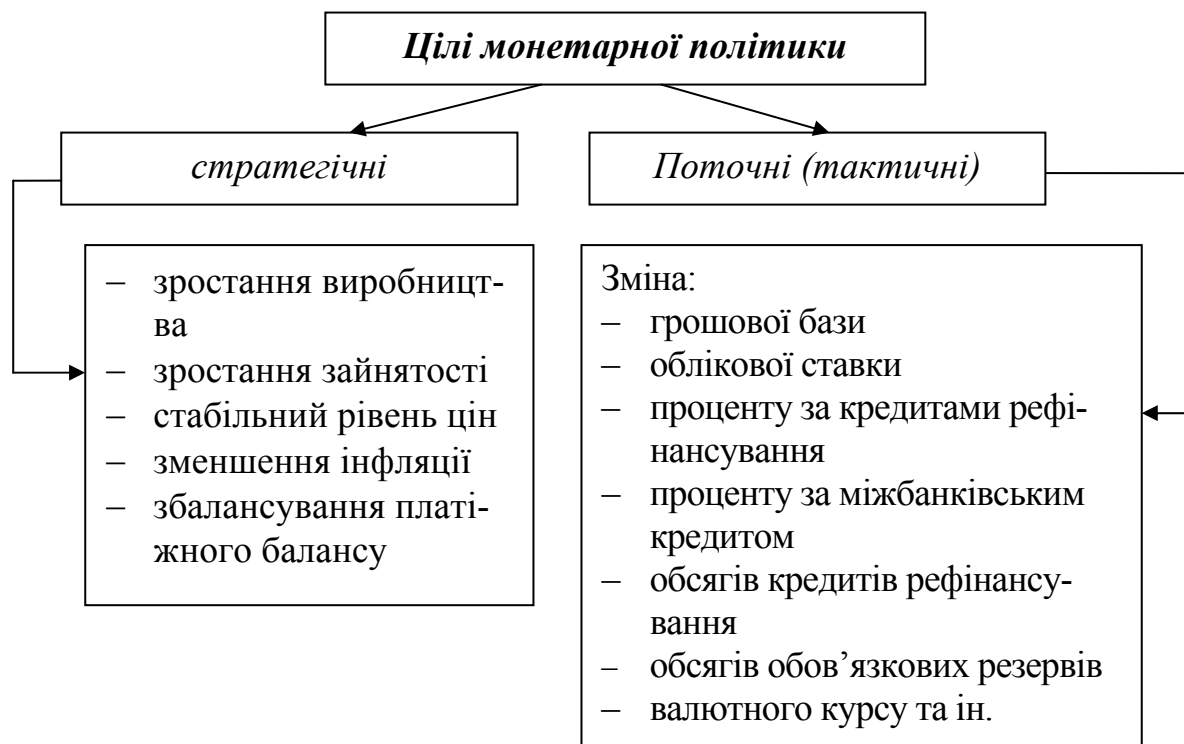 Цілі монетарної політики
стратегічні
Поточні (тактичні)
– зростання виробницт-
ва
– зростання зайнятості
– стабільний рівень цін
– зменшення інфляції
– збалансування платі-
жного балансу
Зміна:
– грошової бази
– облікової ставки
– проценту за кредитами рефі-
нансування
– проценту за міжбанківським
кредитом
– обсягів кредитів рефінансу-
вання
– обсягів обов’язкових резервів
– валютного курсу та ін.